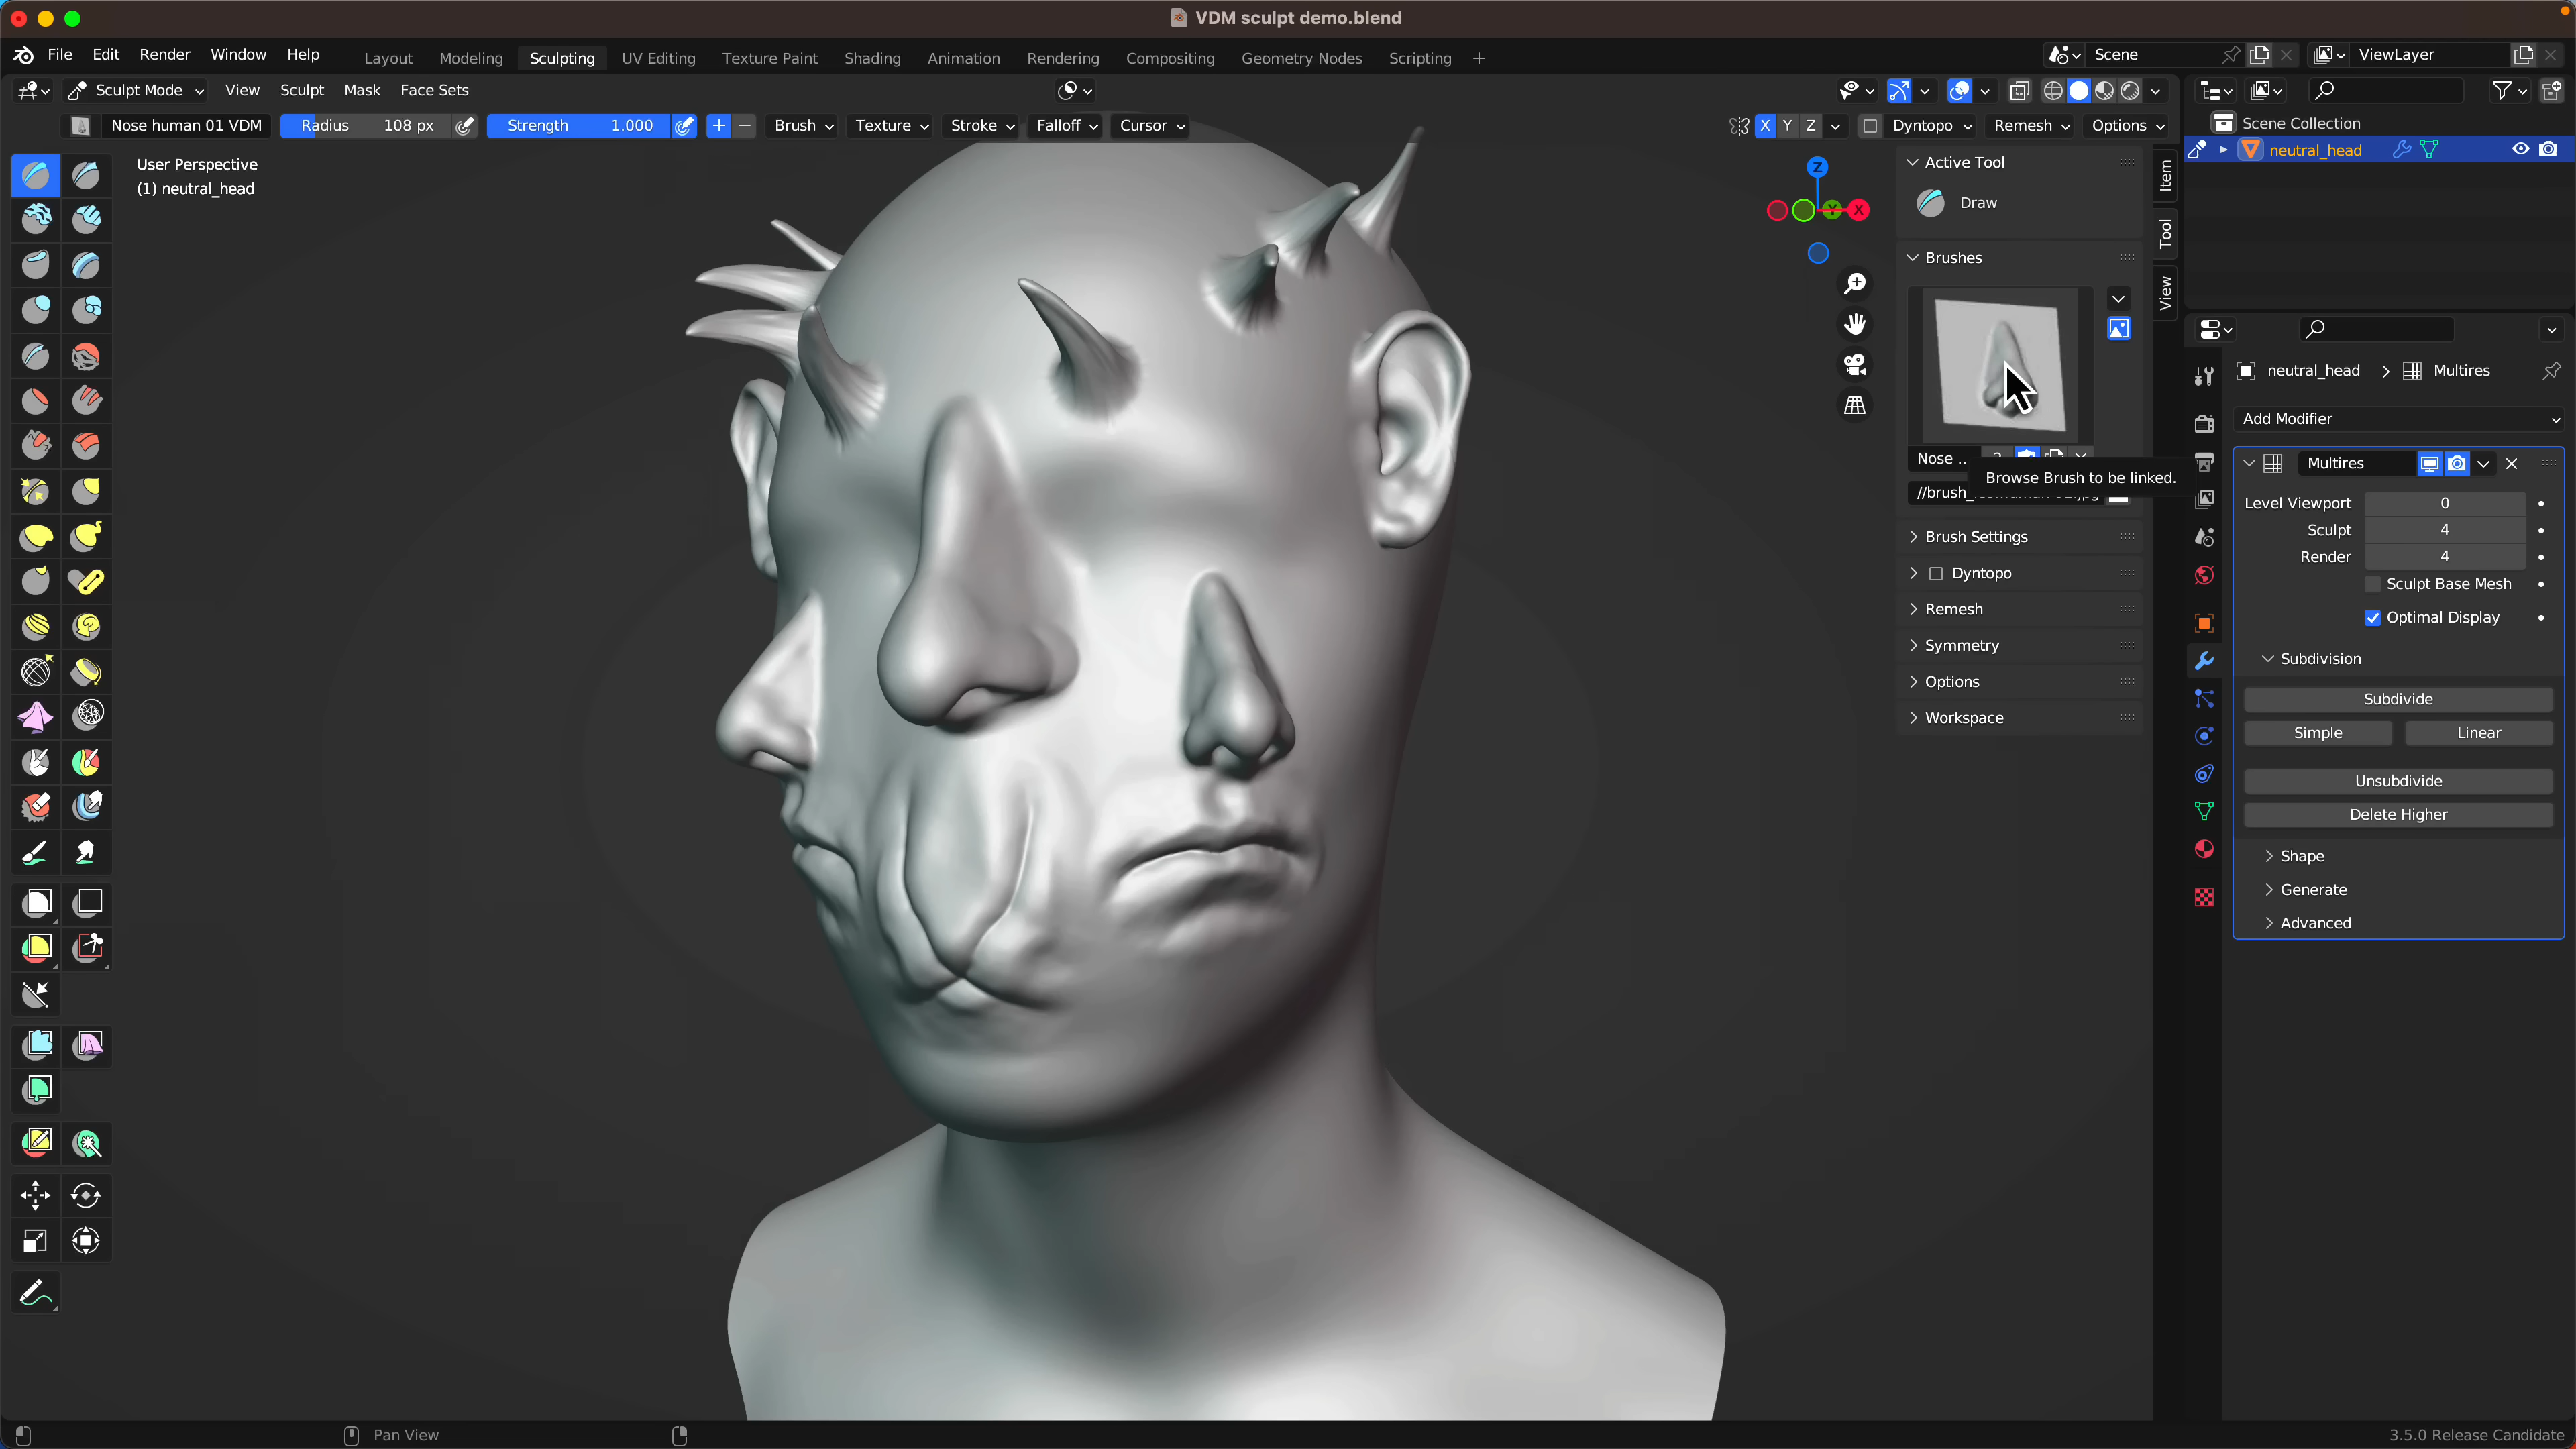 VDM sculpt demo.blend
File Edit Render Window Help Layout Modeling Sculpting UV Editing Texture Paint Shading Animation Rendering Compositing Geometry Nodes Scripting + Scene ViewLayer
Sculpt Mode View Sculpt Mask Face Sets
Nose human 01 VDM Radius 108 px Strength 1.000 Brush Texture Stroke Falloff Cursor X Y Z Dyntopo Remesh Options
Scene Collection
neutral_head
User Perspective
(1) neutral_head
Z
Y X
Active Tool
Draw
Brushes
Nose ..
Browse Brush to be linked.
Brush Settings
Dyntopo
Remesh
Symmetry
Options
Workspace
Item
Tool
View
neutral_head > Multires
Add Modifier
Multires
Level Viewport 0
Sculpt 4
Render 4
Sculpt Base Mesh
Optimal Display
Subdivision
Subdivide
Simple Linear
Unsubdivide
Delete Higher
Shape
Generate
Advanced
Pan View
3.5.0 Release Candidate